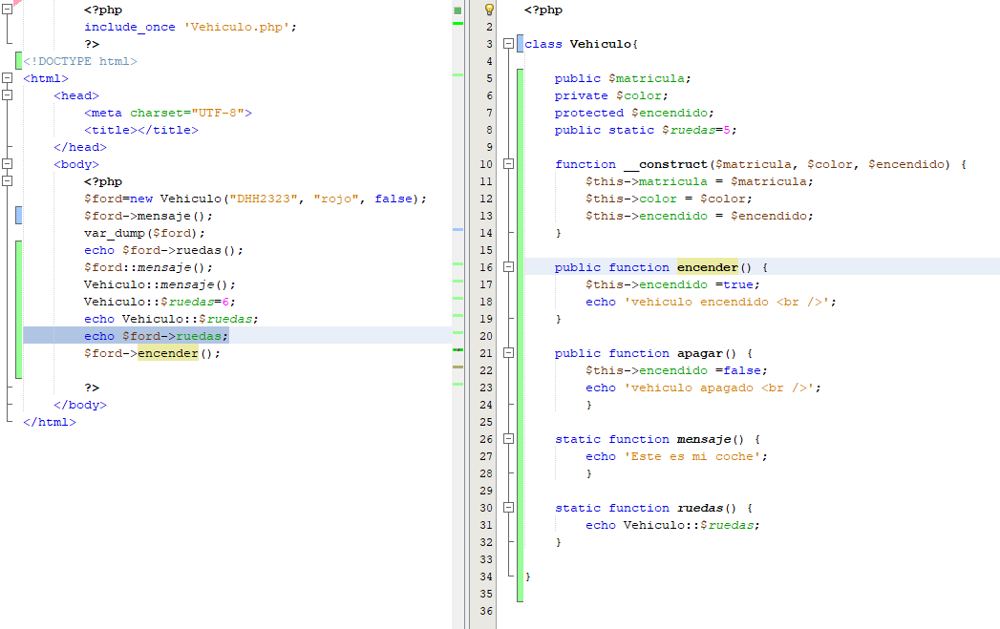 <?php
include_once 'Vehiculo.php';
?>
<!DOCTYPE html>
<html>
<head>
<meta charset="UTF-8">
<title></title>
</head>
<body>
<?php
$ford=new Vehiculo("DHH2323", "rojo", false);
$ford->mensaje();
var_dump($ford);
echo $ford->ruedas();
$ford::mensaje();
Vehiculo::mensaje();
Vehiculo::$ruedas=6;
echo Vehiculo::$ruedas;
echo $ford->ruedas;
$ford->encender();
?>
</body>
</html>
<?php
2
3 class Vehiculo{
4
5 public $matricula;
6 private $color;
7 protected $encendido;
8 public static $ruedas=5;
9
10 function __construct($matricula, $color, $encendido) {
11 $this->matricula = $matricula;
12 $this->color = $color;
13 $this->encendido = $encendido;
14 }
15
16 public function encender() {
17 $this->encendido =true;
18 echo 'vehiculo encendido <br />';
19 }
20
21 public function apagar() {
22 $this->encendido =false;
23 echo 'vehiculo apagado <br />';
24 }
25
26 static function mensaje() {
27 echo 'Este es mi coche';
28 }
29
30 static function ruedas() {
31 echo Vehiculo::$ruedas;
32 }
33
34 }
35
36